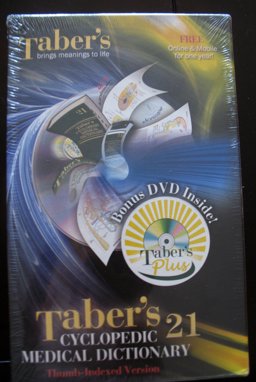 Taber's
brings meanings to life
FREE
Online & Mobile
for one year!
Bonus DVD Inside!
Taber's
Plus
Taber's 21
CYCLOPEDIC
MEDICAL DICTIONARY
Thumb-Indexed Version